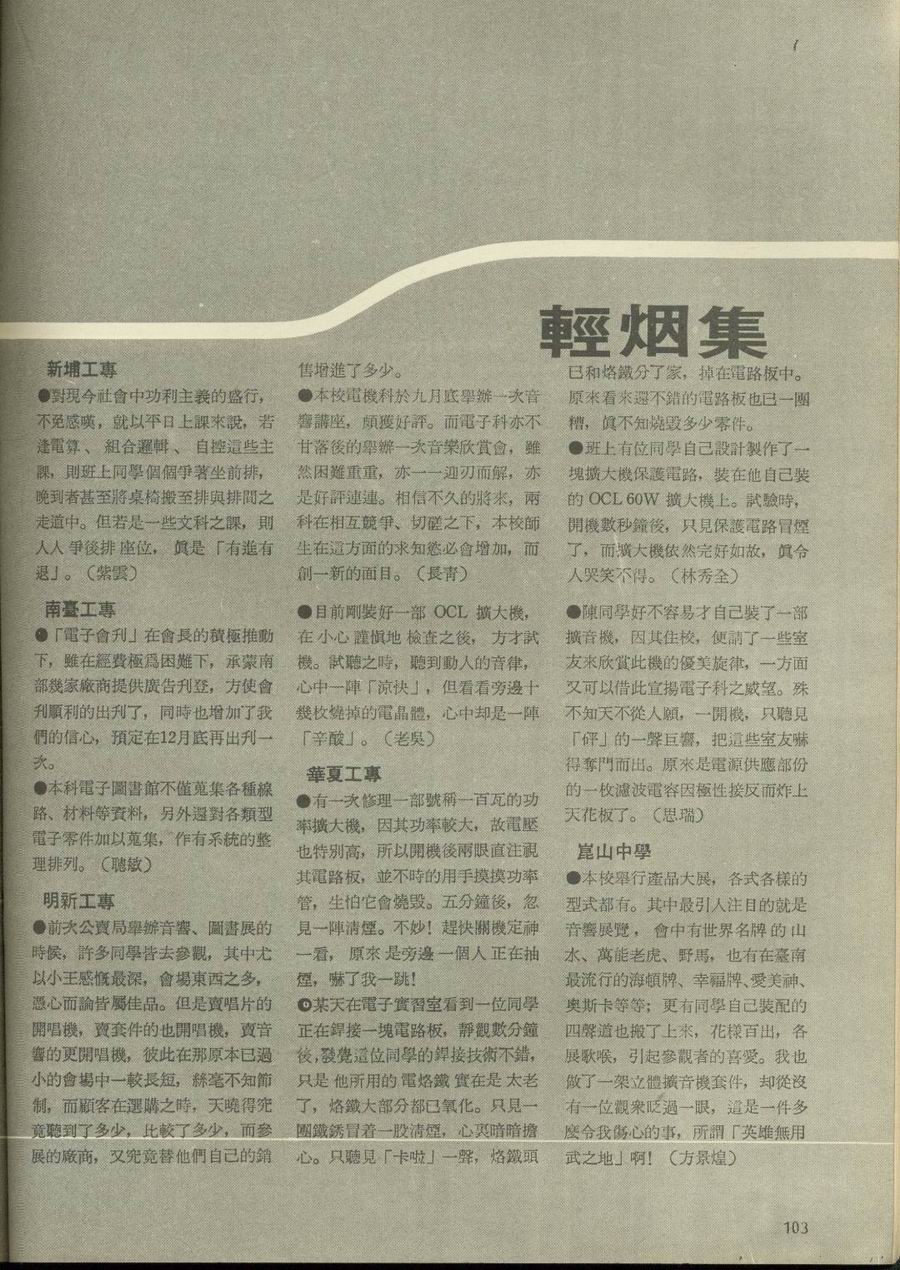 輕烟集
新埔工專
●對現今社會中功利主義的盛行，
不免感嘆，就以平日上課來說，若
逢電算、組合邏輯、自控這些主
課，則班上同學個個爭著坐前排，
晚到者甚至將桌椅搬至排與排間之
走道中。但若是一些文科之課，則
人人爭後排座位，眞是「有進有
退」。（紫雲）
南臺工專
●「電子會刊」在會長的積極推動
下，雖在經費極爲困難下，承蒙南
部幾家廠商提供廣告刋登，方使會
刋順利的出刋了，同時也增加了我
們的信心，預定在12月底再出刋一
次。
●本科電子圖書館不僅蒐集各種線
路、材料等資料，另外還對各類型
電子零件加以蒐集，作有系統的整
理排列。（聰敏）
明新工專
●前次公賣局舉辦音響、圖書展的
時候，許多同學皆去參觀，其中尤
以小王感慨最深，會場東西之多，
憑心而論皆屬佳品。但是賣唱片的
開唱機，賣套件的也開唱機，賣音
響的更開唱機，彼此在那原本已過
小的會場中一較長短，絲毫不知節
制，而顧客在選購之時，天曉得究
竟聽到了多少，比較了多少，而參
展的廠商，又究竟替他們自己的銷
售增進了多少。
●本校電機科於九月底舉辦一次音
響講座，頗獲好評。而電子科亦不
甘落後的舉辦一次音樂欣賞會，雖
然困難重重，亦一一迎刃而解，亦
是好評連連。相信不久的將來，兩
科在相互競爭、切磋之下，本校師
生在這方面的求知慾必會增加，而
創一新的面目。（長青）
●目前剛裝好一部 OCL 擴大機，
在小心謹愼地檢查之後，方才試
機。試聽之時，聽到動人的音律，
心中一陣「涼快」，但看看旁邊十
幾枚燒掉的電晶體，心中却是一陣
「辛酸」。（老吳）
華夏工專
●有一次修理一部號稱一百瓦的功
率擴大機，因其功率較大，故電壓
也特別高，所以開機後兩眼直注視
其電路板，並不時的用手摸摸功率
管，生怕它會燒毀。五分鐘後，忽
見一陣淸煙。不妙！趕快關機定神
一看，原來是旁邊一個人正在抽
煙，嚇了我一跳！
●某天在電子實習室看到一位同學
正在銲接一塊電路板，靜觀數分鐘
後，發覺這位同學的銲接技術不錯，
只是他所用的電烙鐵實在是太老
了，烙鐵大部分都已氧化。只見一
團鐵銹冒着一股淸煙，心裏暗暗擔
心。只聽見「卡啦」一聲，烙鐵頭
已和烙鐵分了家，掉在電路板中。
原來看來還不錯的電路板也已一團
糟，眞不知燒毀多少零件。
●班上有位同學自己設計製作了一
塊擴大機保護電路，裝在他自己裝
的 OCL 60W 擴大機上。試驗時，
開機數秒鐘後，只見保護電路冒煙
了，而擴大機依然完好如故，眞令
人哭笑不得。（林秀全）
●陳同學好不容易才自己裝了一部
擴音機，因其住校，便請了一些室
友來欣賞此機的優美旋律，一方面
又可以借此宣揚電子科之威望。殊
不知天不從人願，一開機，只聽見
「砰」的一聲巨響，把這些室友嚇
得奪門而出。原來是電源供應部份
的一枚濾波電容因極性接反而炸上
天花板了。（思瑞）
崑山中學
●本校舉行產品大展，各式各樣的
型式都有。其中最引人注目的就是
音響展覽，會中有世界名牌的山
水、萬能老虎、野馬，也有在臺南
最流行的海頓牌、幸福牌、愛美神、
奧斯卡等等；更有同學自己裝配的
四聲道也搬了上來，花樣百出，各
展歌喉，引起參觀者的喜愛。我也
做了一架立體擴音機套件，却從沒
有一位觀衆眨過一眼，這是一件多
麼令我傷心的事，所謂「英雄無用
武之地」啊！（方景煌）
103